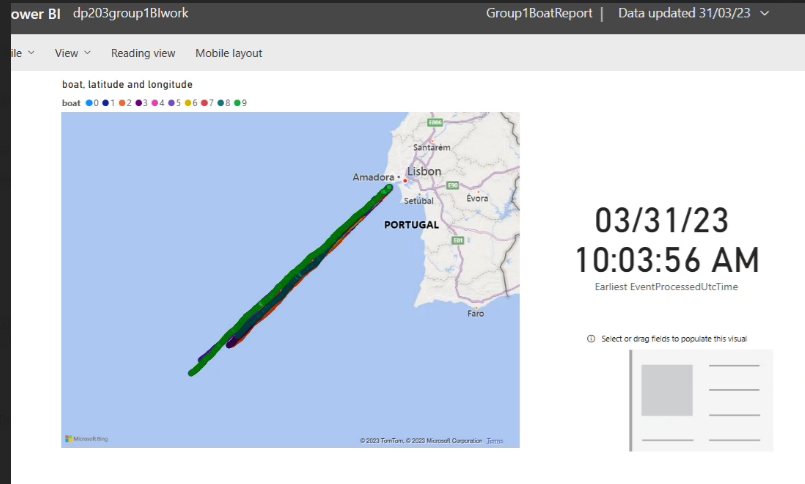 ower BI dp203group1BIwork Group1BoatReport | Data updated 31/03/23
ile View Reading view Mobile layout
boat, latitude and longitude
boat 0 1 2 3 4 5 6 7 8 9
Santarém
Amadora Lisbon
E90
Setúbal Évora
PORTUGAL
Faro
Microsoft Bing
© 2023 TomTom, © 2023 Microsoft Corporation Terms
03/31/23
10:03:56 AM
Earliest EventProcessedUtcTime
Select or drag fields to populate this visual